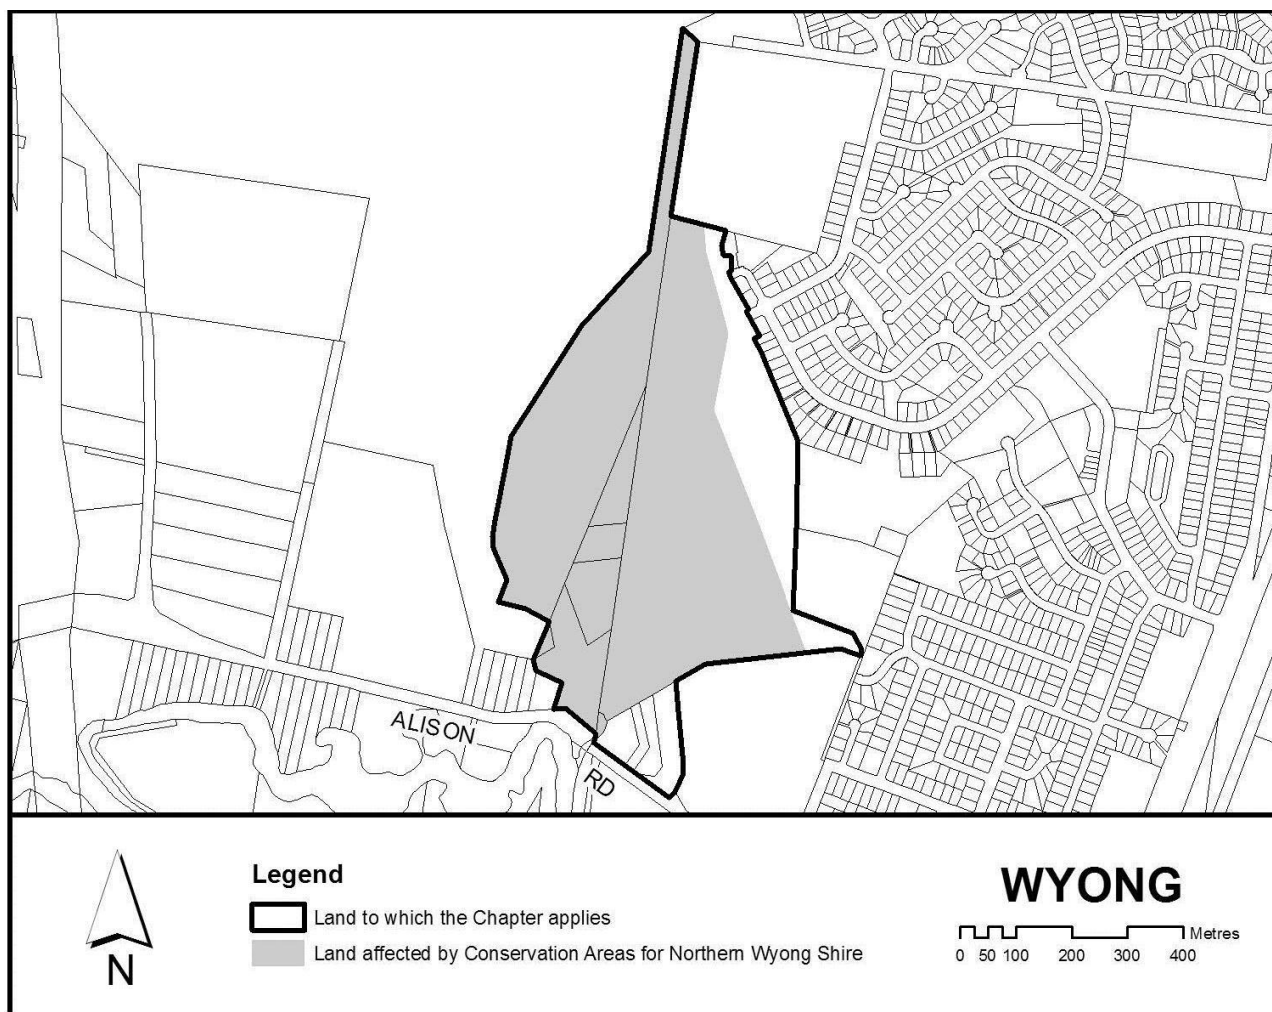 ALISON
RD
N
Legend
Land to which the Chapter applies
Land affected by Conservation Areas for Northern Wyong Shire
WYONG
Metres
0 50 100 200 300 400